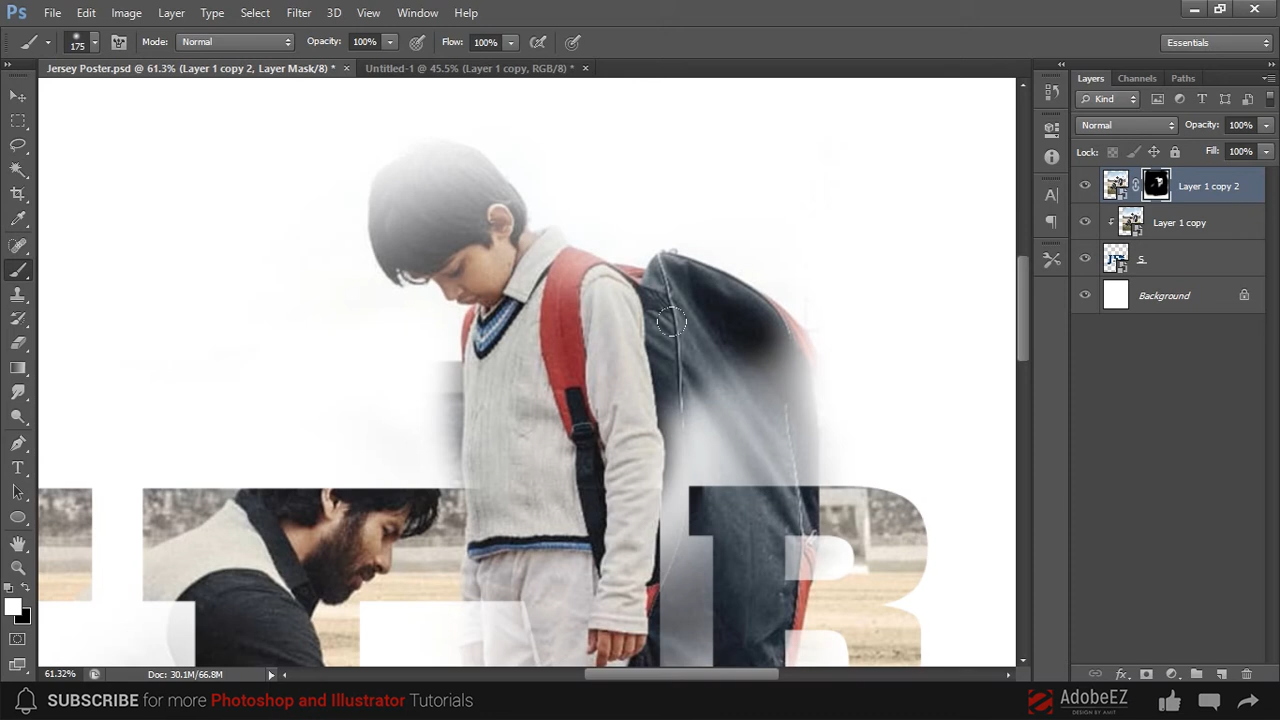 Ps File Edit Image Layer Type Select Filter 3D View Window Help
175 Mode: Normal Opacity: 100% Flow: 100% Essentials
Jersey Poster.psd @ 61.3% (Layer 1 copy 2, Layer Mask/8) * × Untitled-1 @ 45.5% (Layer 1 copy, RGB/8) * ×
Layers Channels Paths
Kind
Normal Opacity: 100%
Lock: Fill: 100%
Layer 1 copy 2
Layer 1 copy
Background
61.32% Doc: 30.1M/66.8M
SUBSCRIBE for more Photoshop and Illustrator Tutorials
AdobeEZ
DESIGN BY AMIT